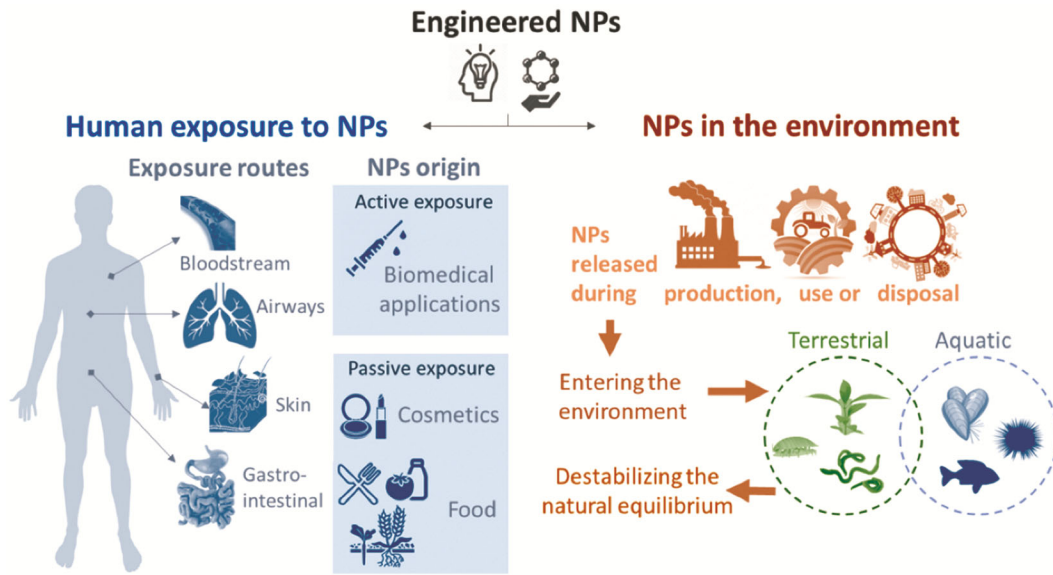 Engineered NPs
Human exposure to NPs
NPs in the environment
Exposure routes
Bloodstream
Airways
Skin
Gastro-
intestinal
NPs origin
Active exposure
Biomedical
applications
Passive exposure
Cosmetics
Food
NPs
released
during production, use or disposal
Entering the
environment
Terrestrial
Aquatic
Destabilizing the
natural equilibrium